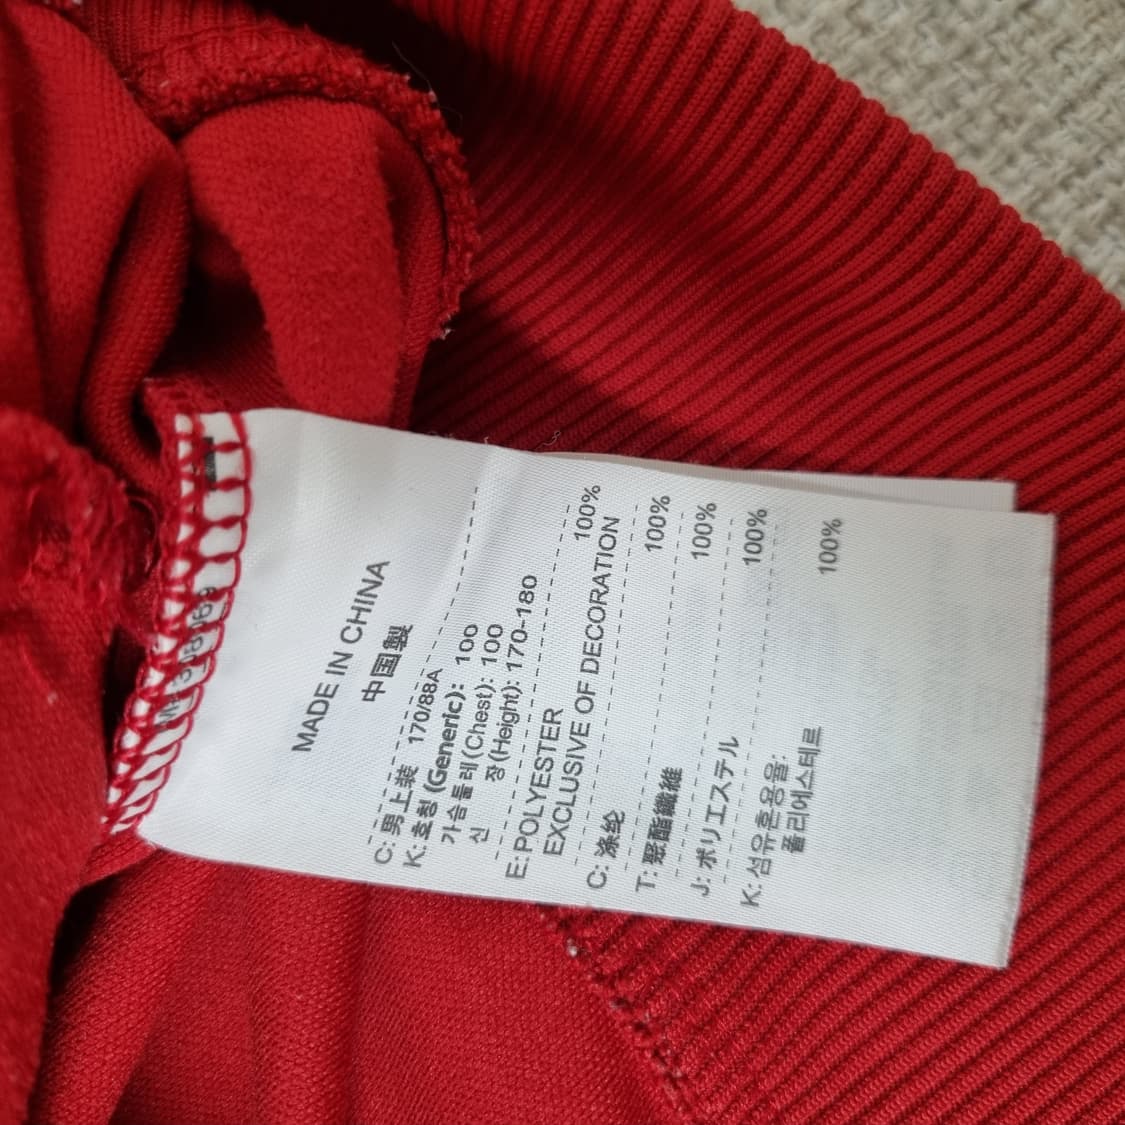 MADE IN CHINA
中国製
C: 男上装 170/88A
K: 호칭 (Generic): 100
가슴둘레(Chest): 100
신 장(Height): 170-180
E: POLYESTER 100%
EXCLUSIVE OF DECORATION
C: 涤纶 100%
T: 聚酯纖維 100%
J: ポリエステル 100%
K: 섬유혼용율:
폴리에스테르 100%